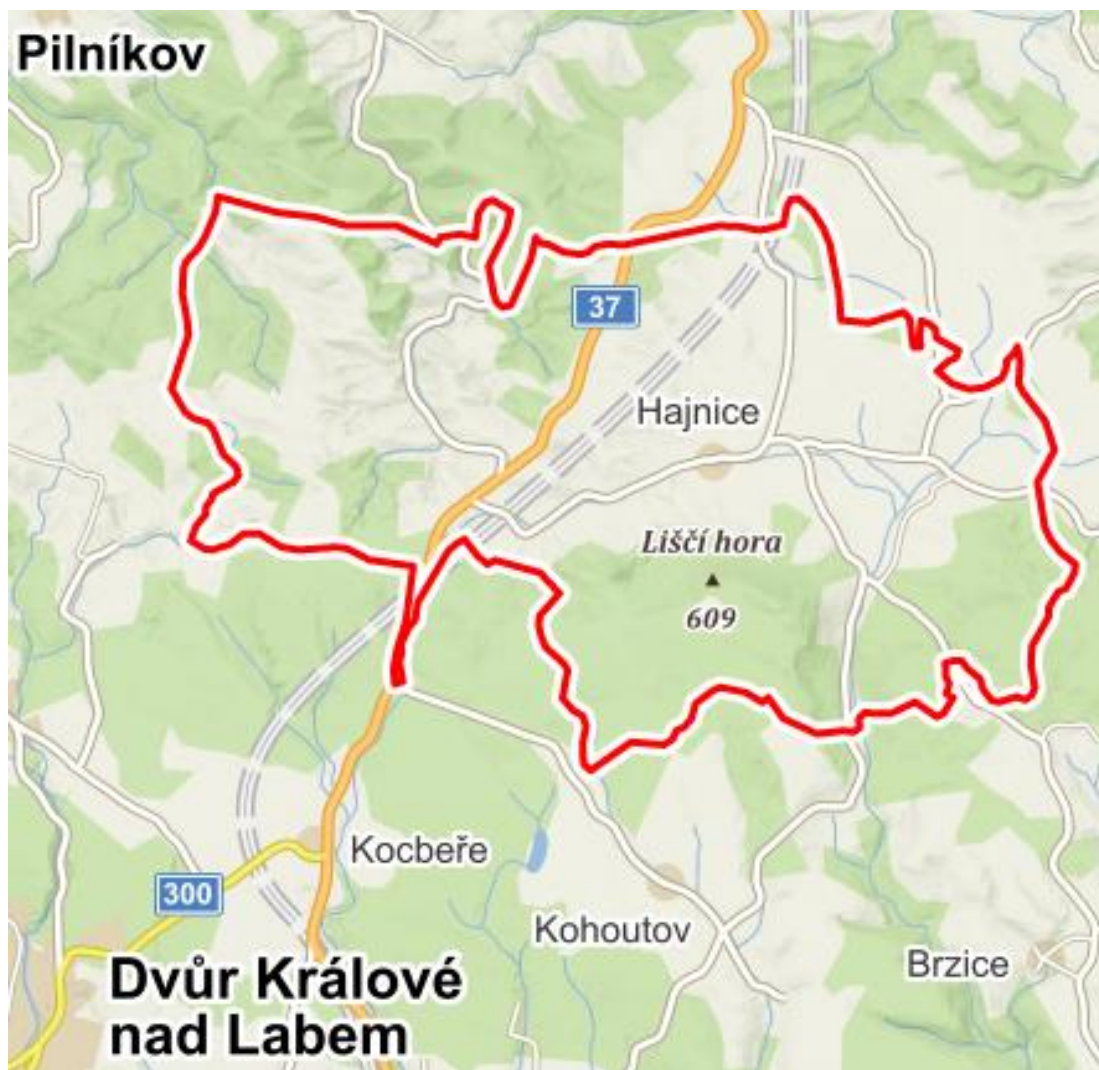 Pilníkov
37
Hajnice
Liščí hora
609
Kocbeře
300
Kohoutov
Brzice
Dvůr Králové
nad Labem